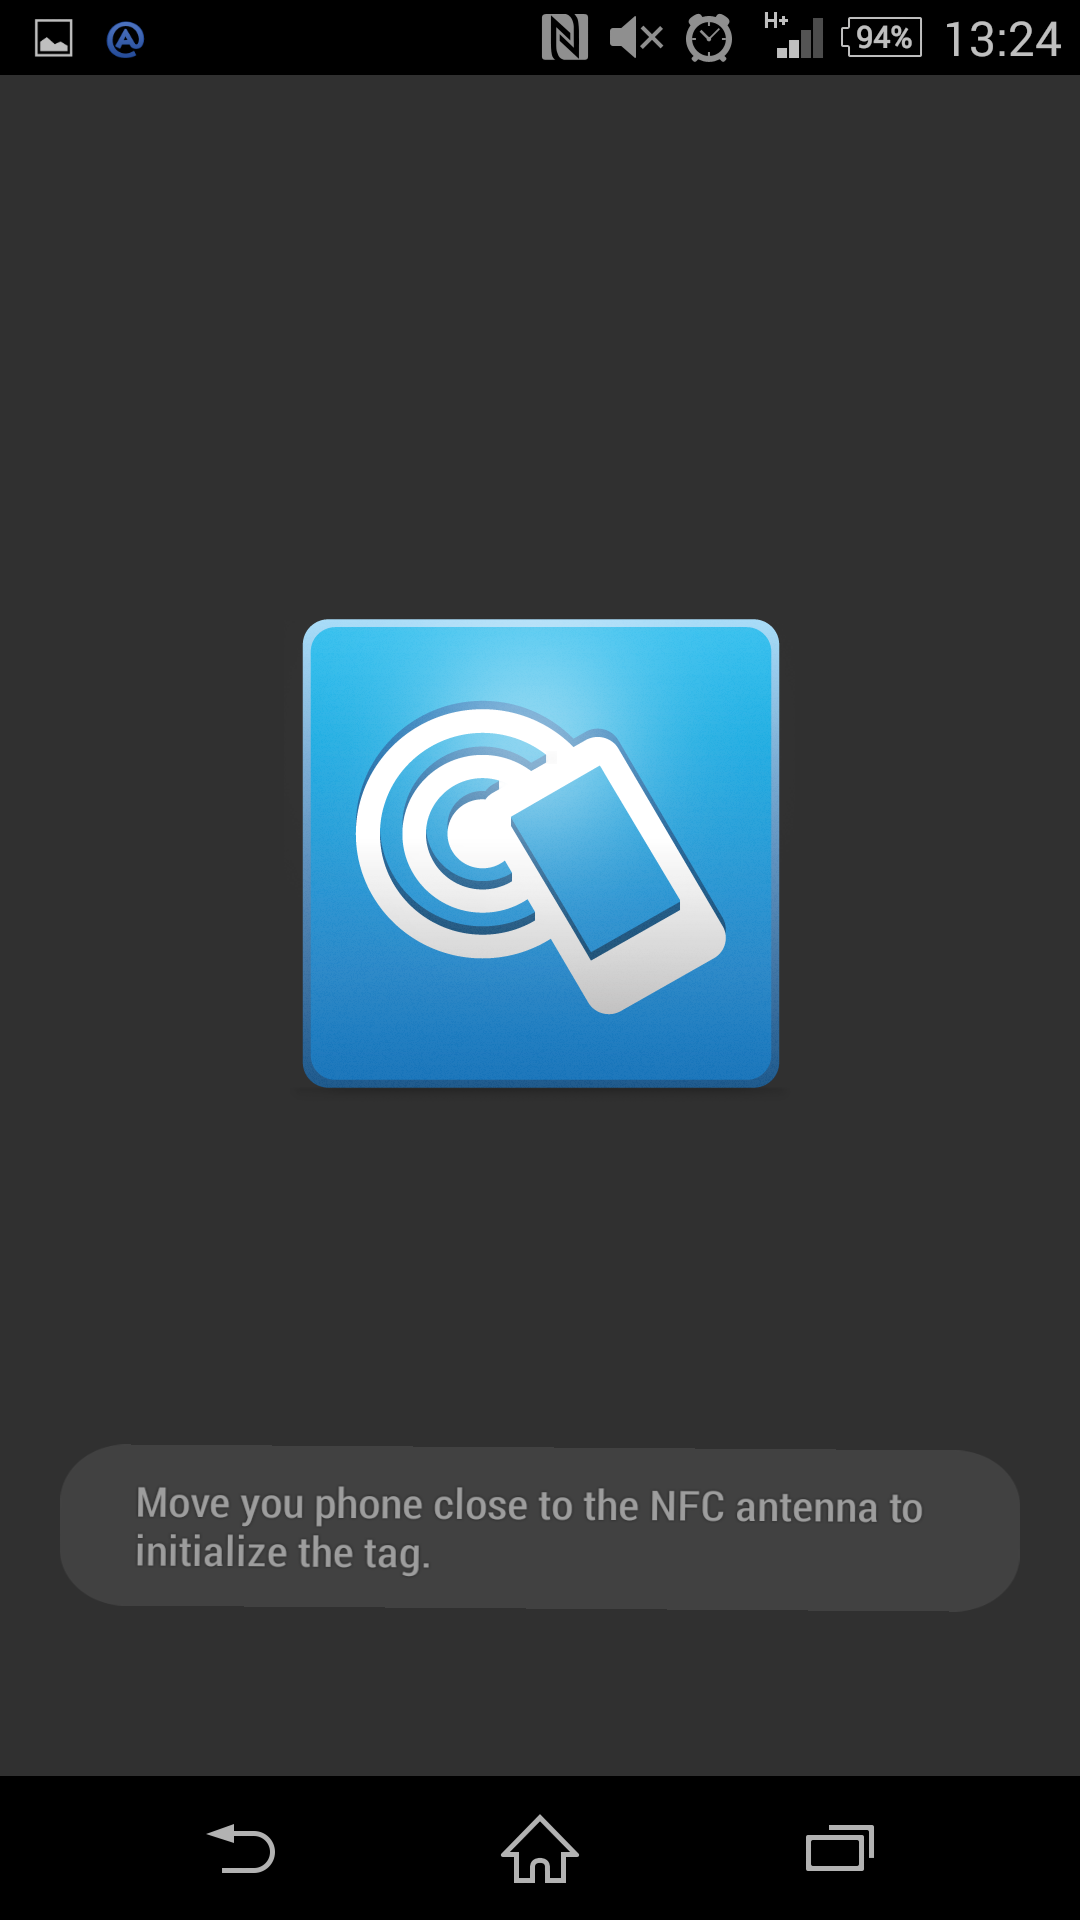 H+ 94% 13:24
Move you phone close to the NFC antenna to
initialize the tag.